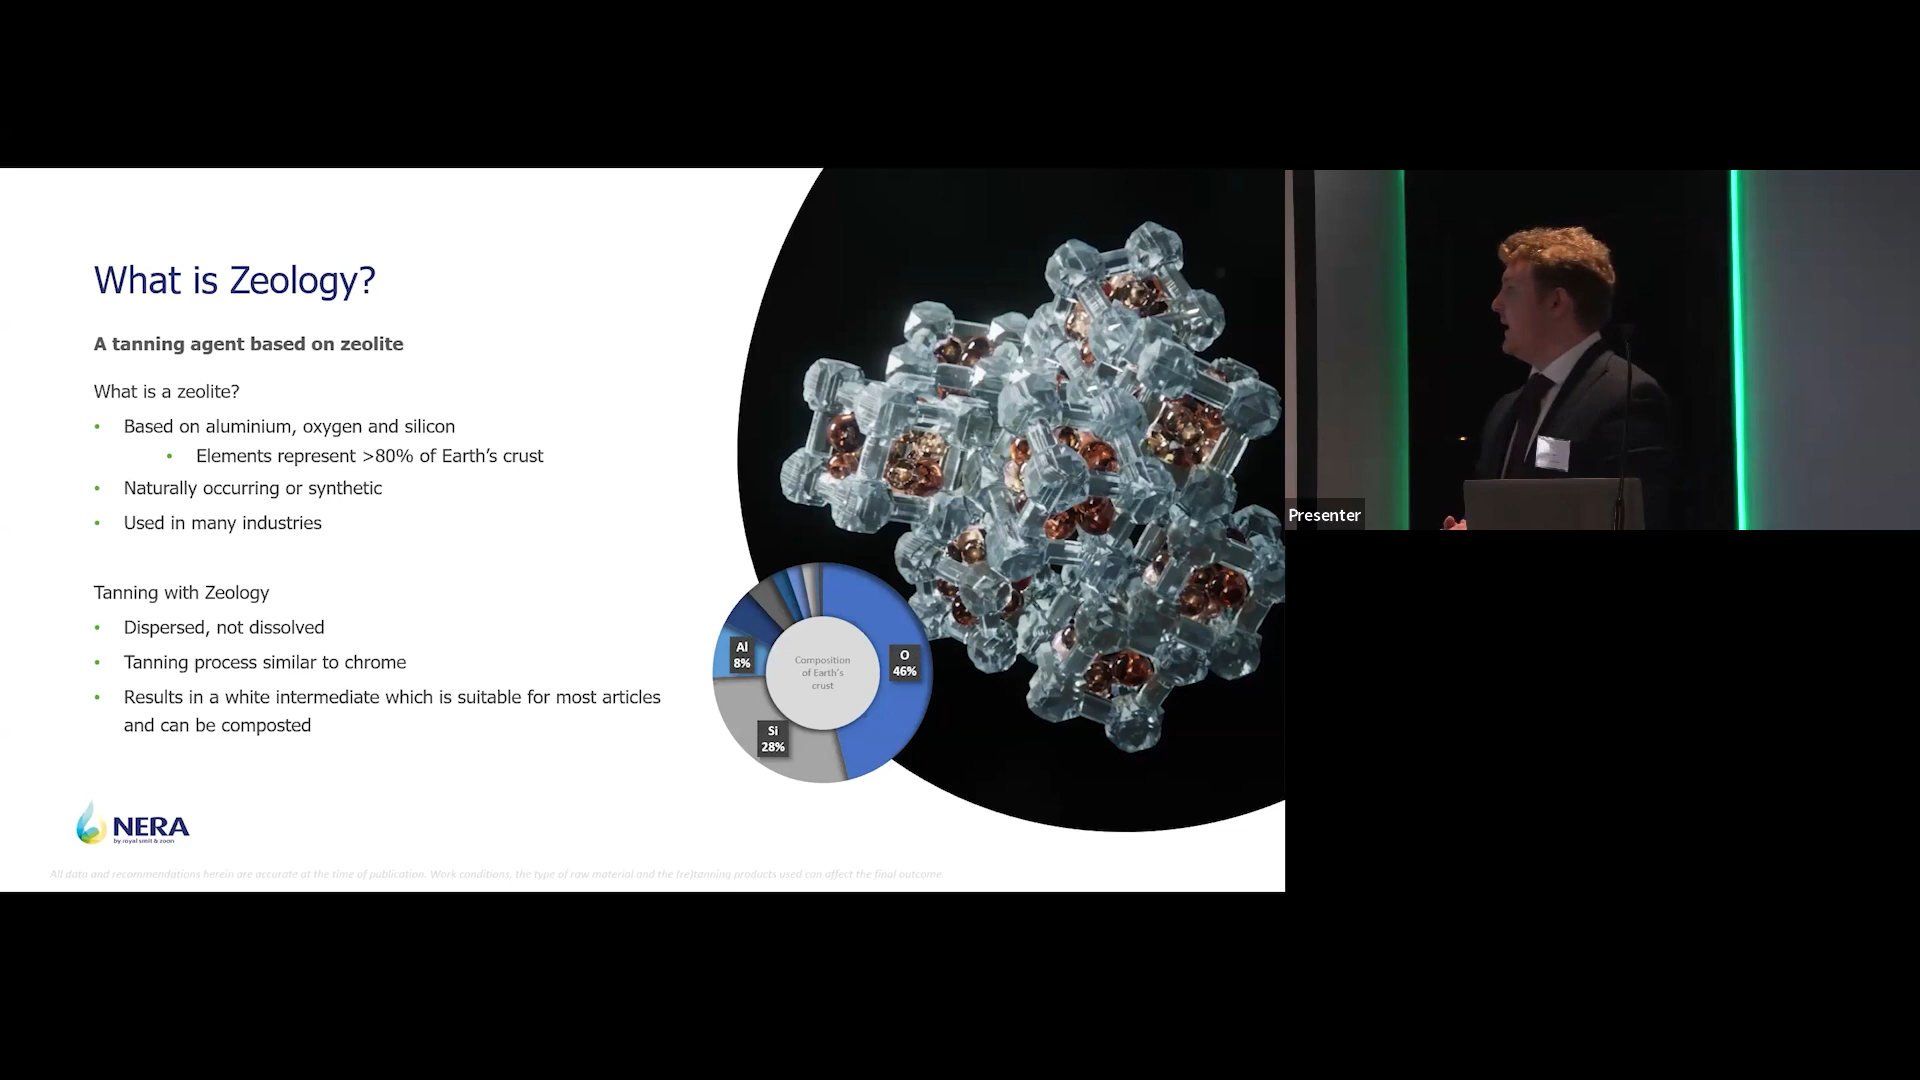 What is Zeology?
A tanning agent based on zeolite
What is a zeolite?
• Based on aluminium, oxygen and silicon
• Elements represent >80% of Earth's crust
• Naturally occurring or synthetic
• Used in many industries
Tanning with Zeology
• Dispersed, not dissolved
• Tanning process similar to chrome
• Results in a white intermediate which is suitable for most articles
and can be composted
Al
8%
Composition
of Earth's
crust
O
46%
Si
28%
NERA
by royal smit & zoon
All data and recommendations herein are accurate at the time of publication. Work conditions, the type of raw material and the (re)tanning products used can affect the final outcome.
Presenter